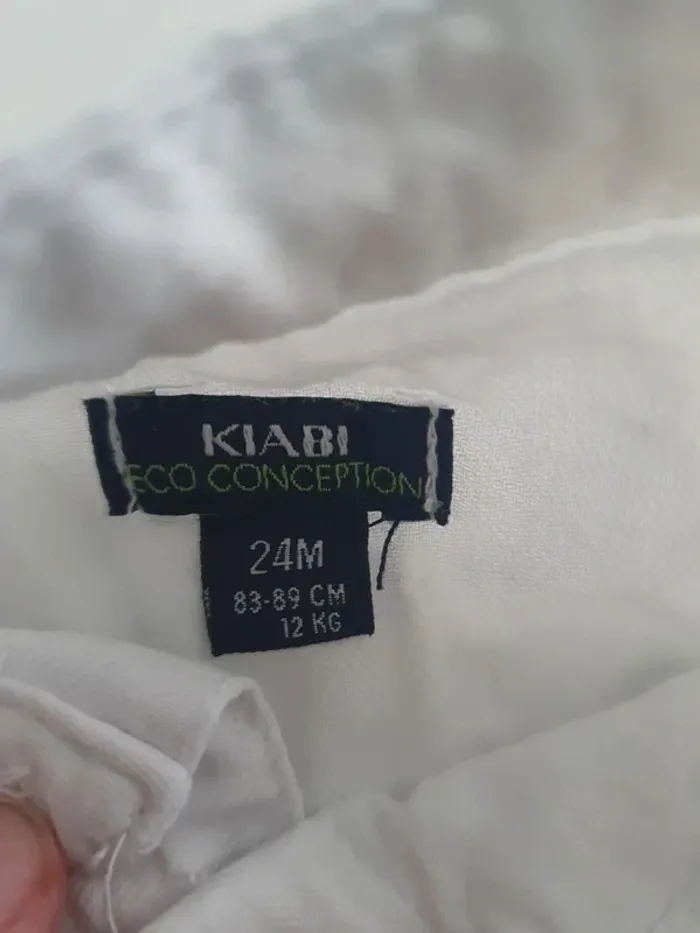 KIABI
ECO CONCEPTION
24M
83-89 CM
12 KG